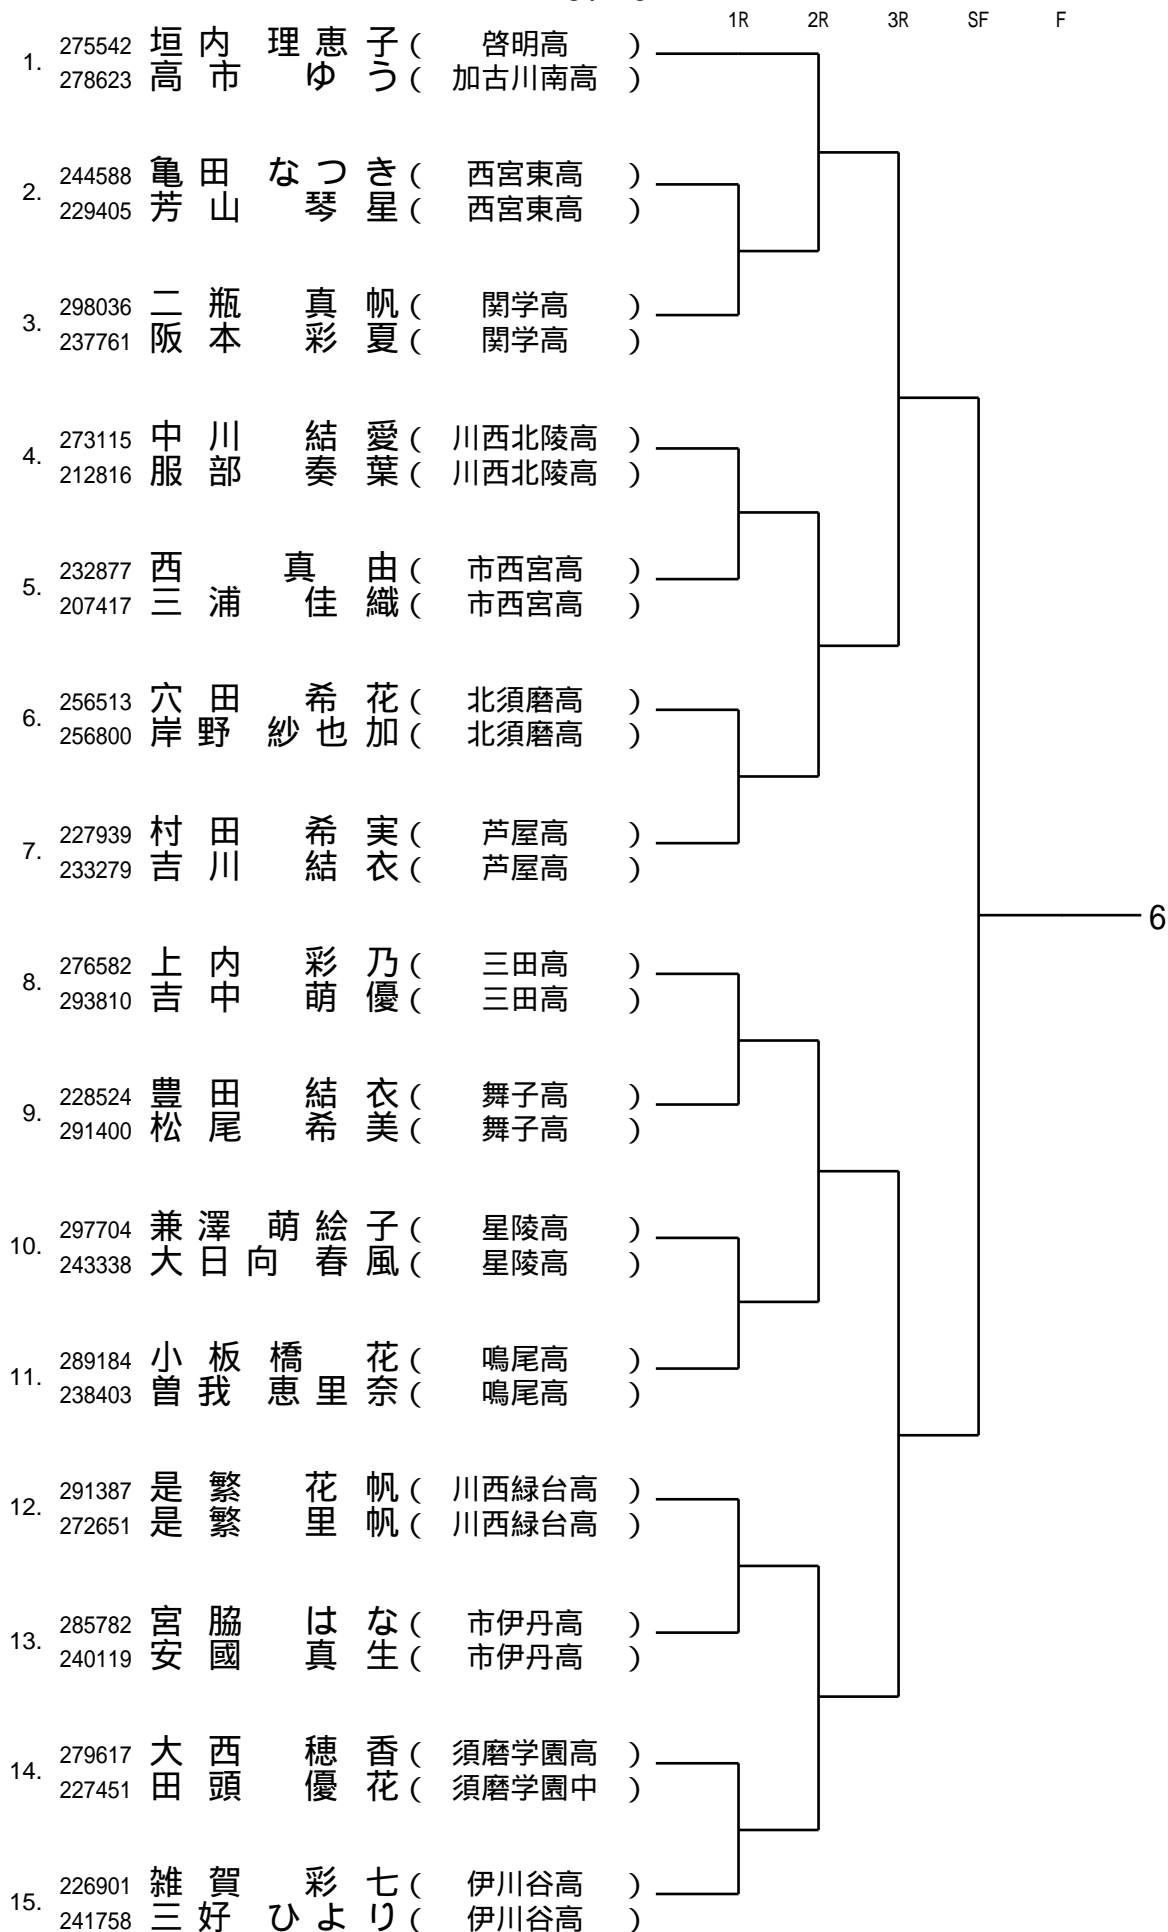 1R 2R 3R SF F
1. 275542 垣内 理恵子 ( 啓明高 )
278623 高市 ゆう ( 加古川南高 )
2. 244588 亀田 なつき ( 西宮東高 )
229405 芳山 琴星 ( 西宮東高 )
3. 298036 二瓶 真帆 ( 関学高 )
237761 阪本 彩夏 ( 関学高 )
4. 273115 中川 結愛 ( 川西北陵高 )
212816 服部 奏葉 ( 川西北陵高 )
5. 232877 西 真由 ( 市西宮高 )
207417 三浦 佳織 ( 市西宮高 )
6. 256513 穴田 希花 ( 北須磨高 )
256800 岸野 紗也加 ( 北須磨高 )
7. 227939 村田 希実 ( 芦屋高 )
233279 吉川 結衣 ( 芦屋高 )
6
8. 276582 上内 彩乃 ( 三田高 )
293810 吉中 萌優 ( 三田高 )
9. 228524 豊田 結衣 ( 舞子高 )
291400 松尾 希美 ( 舞子高 )
10. 297704 兼澤 萌絵子 ( 星陵高 )
243338 大日向 春風 ( 星陵高 )
11. 289184 小板橋 花 ( 鳴尾高 )
238403 曽我 恵里奈 ( 鳴尾高 )
12. 291387 是繁 花帆 ( 川西緑台高 )
272651 是繁 里帆 ( 川西緑台高 )
13. 285782 宮脇 はな ( 市伊丹高 )
240119 安國 真生 ( 市伊丹高 )
14. 279617 大西 穂香 ( 須磨学園高 )
227451 田頭 優花 ( 須磨学園中 )
15. 226901 雑賀 彩七 ( 伊川谷高 )
241758 三好 ひより ( 伊川谷高 )